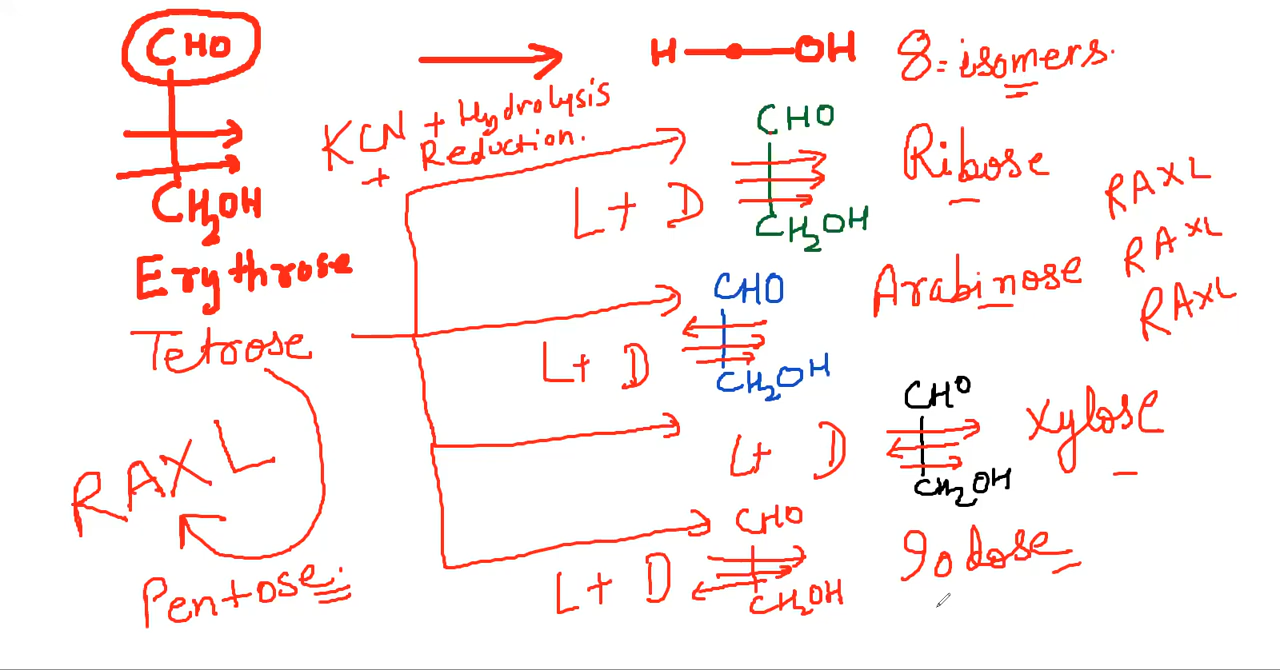 CHO
CH2OH
Erythrose
Tetrose
RAXL
Pentose.
KCN + Hydrolysis
+ Reduction.
H OH
8 = isomers.
CHO
L + D
CH2OH
Ribose
RAXL
RAXL
RAXL
CHO
L + D
CH2OH
Arabinose
CHO
L + D
CH2OH
Xylose
CHO
L + D
CH2OH
Iodose